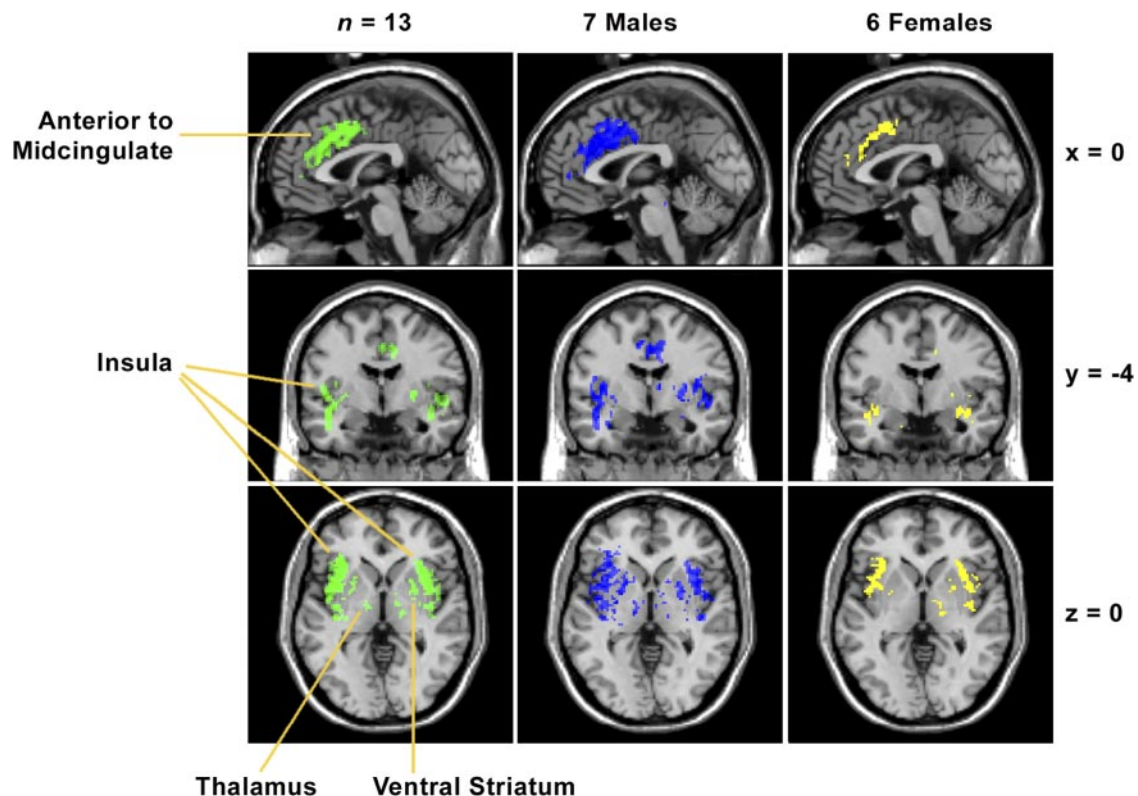 n = 13
7 Males
6 Females
Anterior to
Midcingulate
x = 0
Insula
y = -4
z = 0
Thalamus
Ventral Striatum